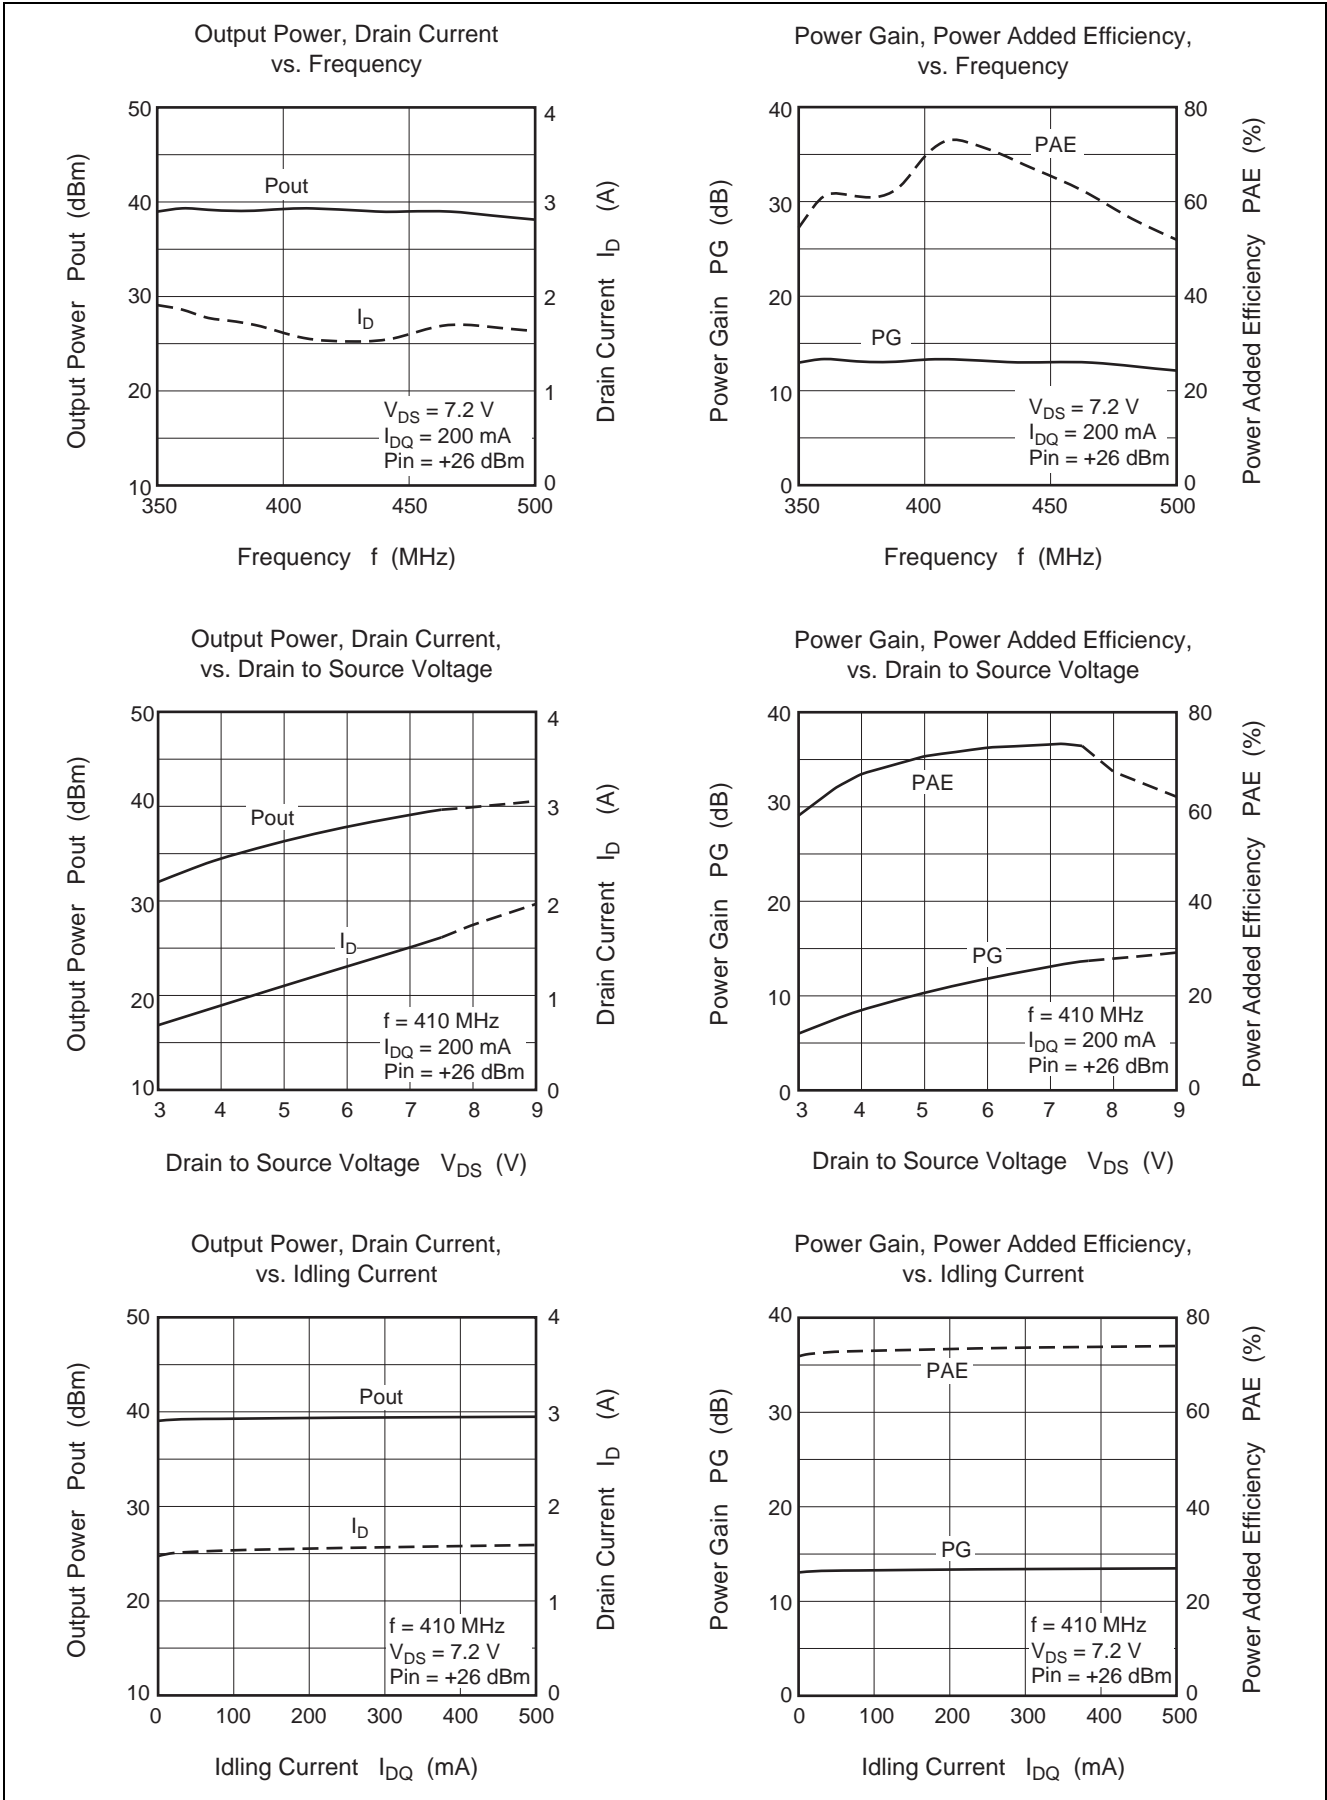 Output Power, Drain Current
vs. Frequency
50
40
30
20
10
4
3
2
1
0
350 400 450 500
Output Power Pout (dBm)
Drain Current I_D (A)
Pout
I_D
V_DS = 7.2 V
I_DQ = 200 mA
Pin = +26 dBm
Frequency f (MHz)
Power Gain, Power Added Efficiency,
vs. Frequency
40
30
20
10
0
80
60
40
20
0
350 400 450 500
Power Gain PG (dB)
Power Added Efficiency PAE (%)
PAE
PG
V_DS = 7.2 V
I_DQ = 200 mA
Pin = +26 dBm
Frequency f (MHz)
Output Power, Drain Current,
vs. Drain to Source Voltage
50
40
30
20
10
4
3
2
1
0
3 4 5 6 7 8 9
Output Power Pout (dBm)
Drain Current I_D (A)
Pout
I_D
f = 410 MHz
I_DQ = 200 mA
Pin = +26 dBm
Drain to Source Voltage V_DS (V)
Power Gain, Power Added Efficiency,
vs. Drain to Source Voltage
40
30
20
10
0
80
60
40
20
0
3 4 5 6 7 8 9
Power Gain PG (dB)
Power Added Efficiency PAE (%)
PAE
PG
f = 410 MHz
I_DQ = 200 mA
Pin = +26 dBm
Drain to Source Voltage V_DS (V)
Output Power, Drain Current,
vs. Idling Current
50
40
30
20
10
4
3
2
1
0
0 100 200 300 400 500
Output Power Pout (dBm)
Drain Current I_D (A)
Pout
I_D
f = 410 MHz
V_DS = 7.2 V
Pin = +26 dBm
Idling Current I_DQ (mA)
Power Gain, Power Added Efficiency,
vs. Idling Current
40
30
20
10
0
80
60
40
20
0
0 100 200 300 400 500
Power Gain PG (dB)
Power Added Efficiency PAE (%)
PAE
PG
f = 410 MHz
V_DS = 7.2 V
Pin = +26 dBm
Idling Current I_DQ (mA)